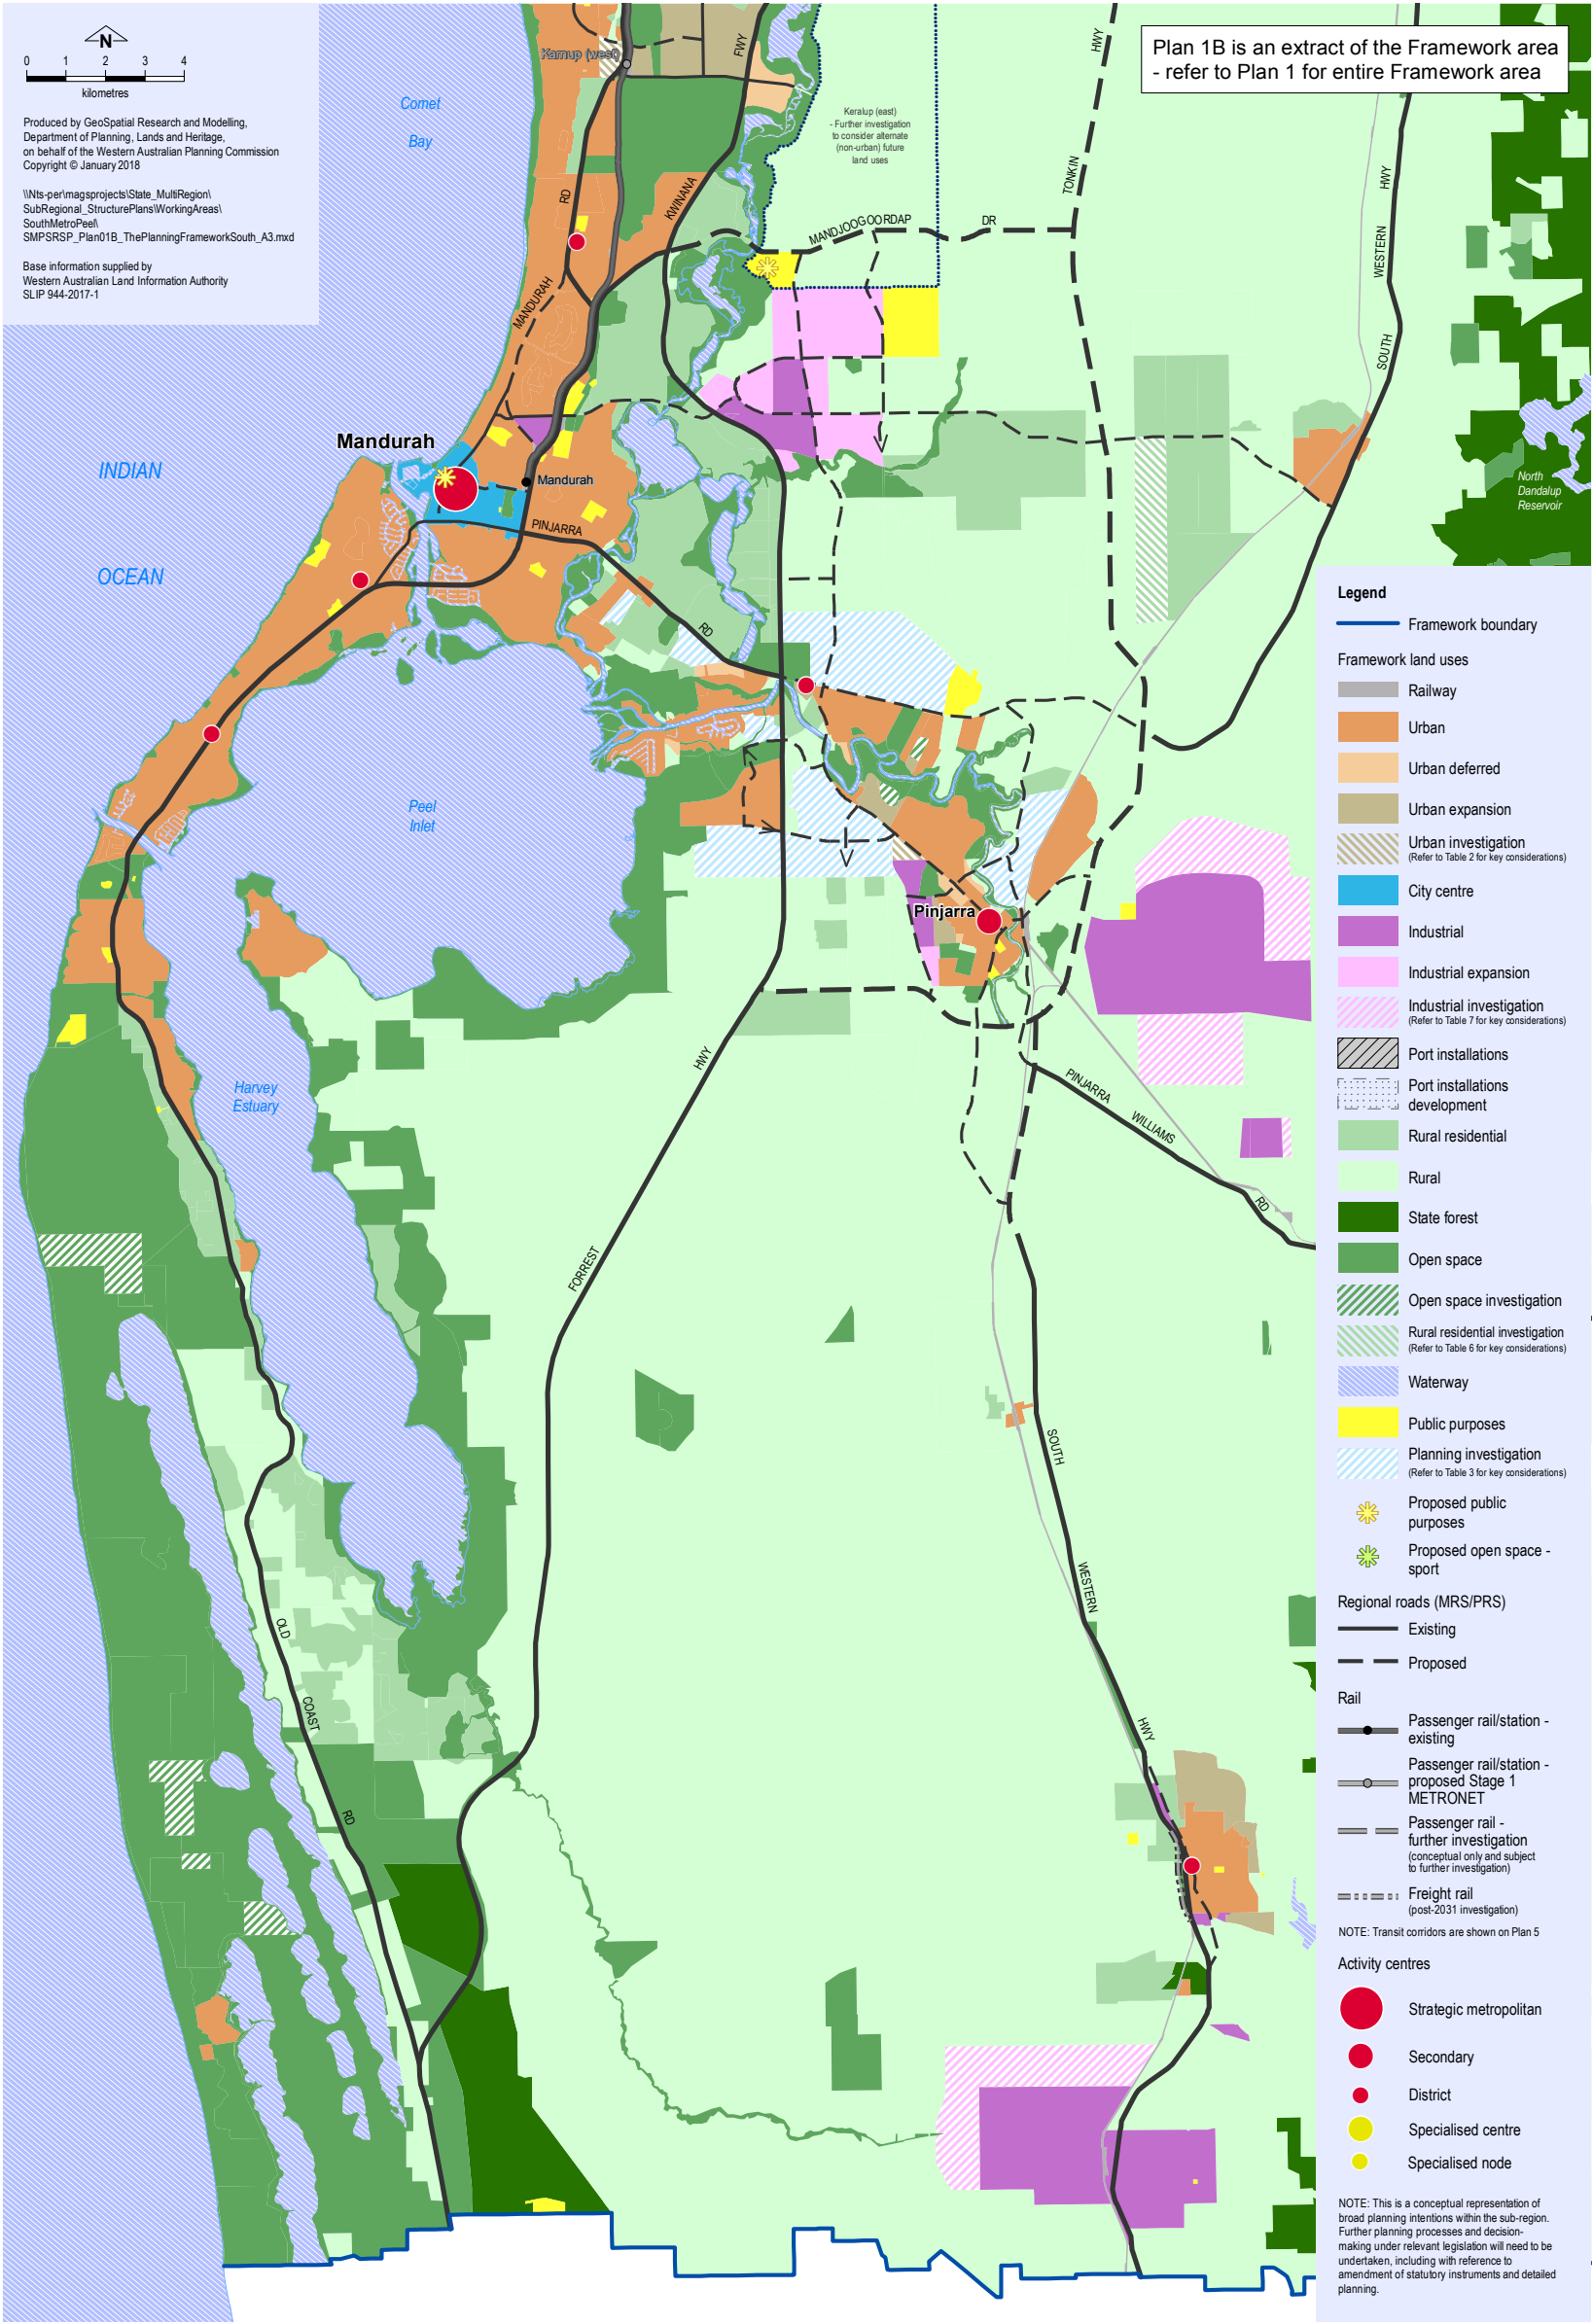 N
0 1 2 3 4
kilometres
Produced by GeoSpatial Research and Modelling,
Department of Planning, Lands and Heritage,
on behalf of the Western Australian Planning Commission
Copyright © January 2018
\\Nts-per\magsprojects\State_MultiRegion\
SubRegional_StructurePlans\WorkingAreas\
SouthMetroPeel\
SMPSRSP_Plan01B_ThePlanningFrameworkSouth_A3.mxd
Base information supplied by
Western Australian Land Information Authority
SLIP 944-2017-1
Plan 1B is an extract of the Framework area
- refer to Plan 1 for entire Framework area
Karnup (west)
FWY
HWY
Comet
Bay
Keralup (east)
- Further investigation
to consider alternate
(non-urban) future
land uses
RD
KWINANA
TONKIN
HWY
MANDJOOGOORDAP
DR
WESTERN
MANDURAH
SOUTH
Mandurah
INDIAN
Mandurah
North
Dandalup
Reservoir
PINJARRA
OCEAN
RD
Peel
Inlet
Pinjarra
HWY
Harvey
Estuary
PINJARRA
WILLIAMS
RD
FORREST
SOUTH
WESTERN
OLD
COAST
HWY
RD
Legend
Framework boundary
Framework land uses
Railway
Urban
Urban deferred
Urban expansion
Urban investigation
(Refer to Table 2 for key considerations)
City centre
Industrial
Industrial expansion
Industrial investigation
(Refer to Table 7 for key considerations)
Port installations
Port installations
development
Rural residential
Rural
State forest
Open space
Open space investigation
Rural residential investigation
(Refer to Table 6 for key considerations)
Waterway
Public purposes
Planning investigation
(Refer to Table 3 for key considerations)
Proposed public
purposes
Proposed open space -
sport
Regional roads (MRS/PRS)
Existing
Proposed
Rail
Passenger rail/station -
existing
Passenger rail/station -
proposed Stage 1
METRONET
Passenger rail -
further investigation
(conceptual only and subject
to further investigation)
Freight rail
(post-2031 investigation)
NOTE: Transit corridors are shown on Plan 5
Activity centres
Strategic metropolitan
Secondary
District
Specialised centre
Specialised node
NOTE: This is a conceptual representation of
broad planning intentions within the sub-region.
Further planning processes and decision-
making under relevant legislation will need to be
undertaken, including with reference to
amendment of statutory instruments and detailed
planning.